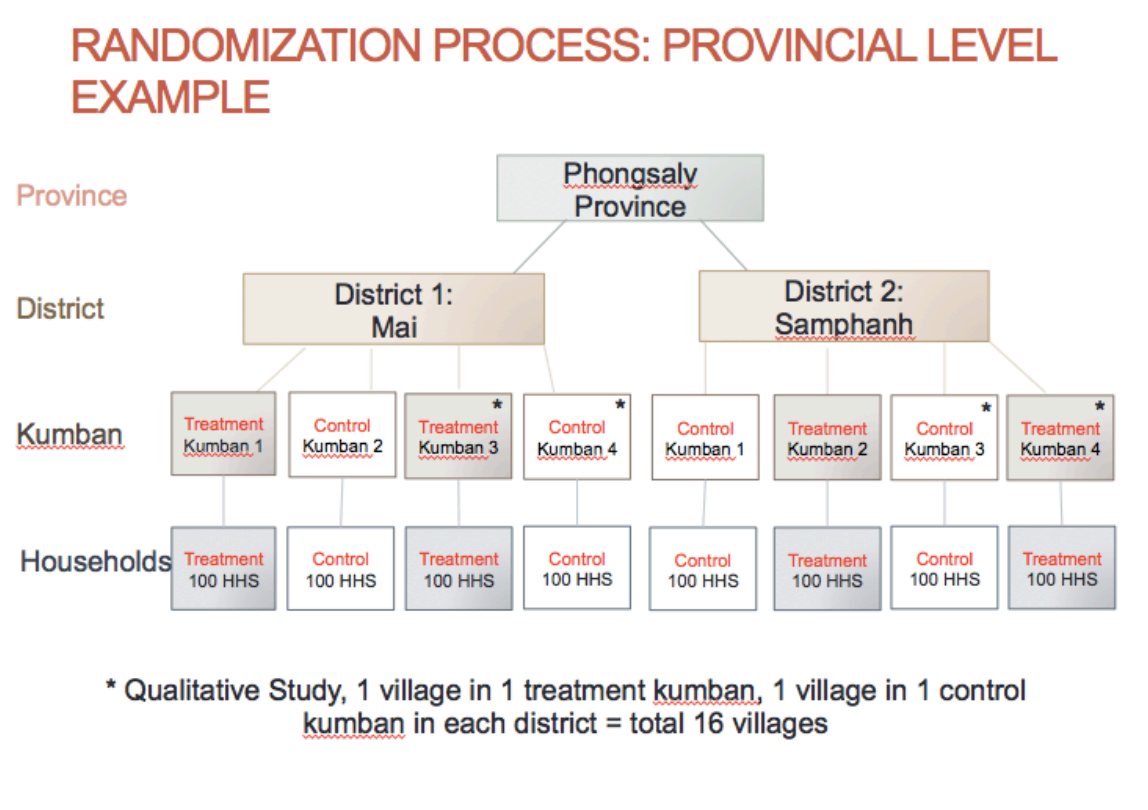 RANDOMIZATION PROCESS: PROVINCIAL LEVEL
EXAMPLE
Province
Phongsaly
Province
District
District 1:
Mai
District 2:
Samphanh
Kumban
Treatment
Kumban 1
Control
Kumban 2
*
Treatment
Kumban 3
*
Control
Kumban 4
Control
Kumban 1
Treatment
Kumban 2
*
Control
Kumban 3
*
Treatment
Kumban 4
Households
Treatment
100 HHS
Control
100 HHS
Treatment
100 HHS
Control
100 HHS
Control
100 HHS
Treatment
100 HHS
Control
100 HHS
Treatment
100 HHS
* Qualitative Study, 1 village in 1 treatment kumban, 1 village in 1 control
kumban in each district = total 16 villages